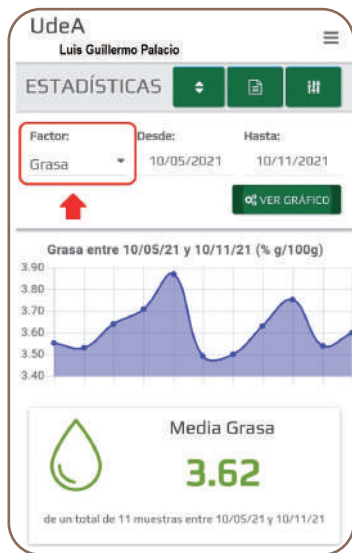 UdeA
Luis Guillermo Palacio
ESTADÍSTICAS
Factor: Desde: Hasta:
Grasa 10/05/2021 10/11/2021
VER GRÁFICO
Grasa entre 10/05/21 y 10/11/21 (% g/100g)
3.90
3.80
3.70
3.60
3.50
3.40
Media Grasa
3.62
de un total de 11 muestras entre 10/05/21 y 10/11/21